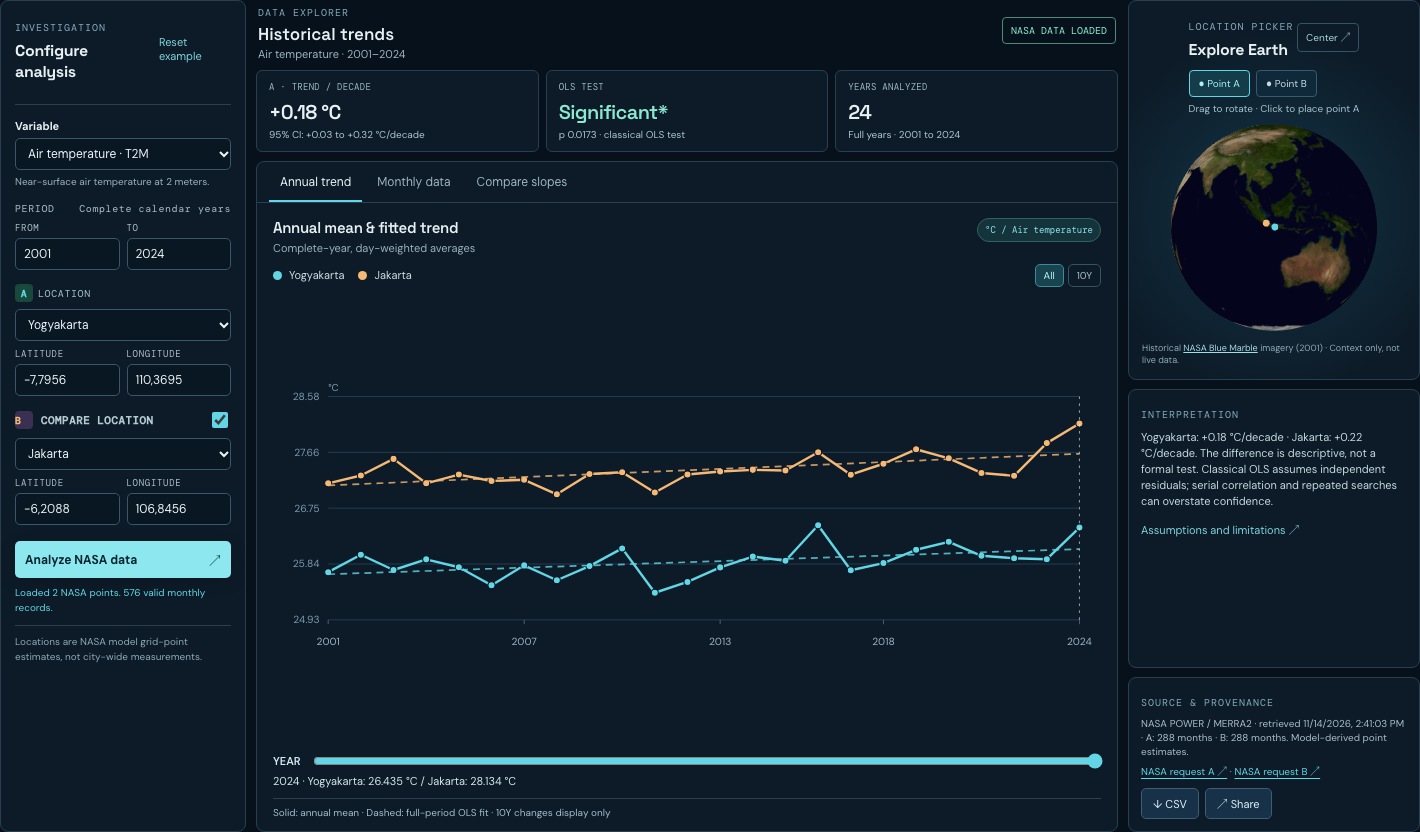 INVESTIGATION
Configure
analysis
Reset
example
Variable
Air temperature · T2M
Near-surface air temperature at 2 meters.
PERIOD
Complete calendar years
FROM
TO
2001
2024
A LOCATION
Yogyakarta
LATITUDE
LONGITUDE
-7,7956
110,3695
B COMPARE LOCATION
Jakarta
LATITUDE
LONGITUDE
-6,2088
106,8456
Analyze NASA data ↗
Loaded 2 NASA points. 576 valid monthly
records.
Locations are NASA model grid-point
estimates, not city-wide measurements.
DATA EXPLORER
Historical trends
Air temperature · 2001–2024
NASA DATA LOADED
A · TREND / DECADE
+0.18 °C
95% CI: +0.03 to +0.32 °C/decade
OLS TEST
Significant*
p 0.0173 · classical OLS test
YEARS ANALYZED
24
Full years · 2001 to 2024
Annual trend
Monthly data
Compare slopes
Annual mean & fitted trend
Complete-year, day-weighted averages
°C / Air temperature
Yogyakarta
Jakarta
All
10Y
°C
28.58
27.66
26.75
25.84
24.93
2001
2007
2013
2018
2024
YEAR
2024 · Yogyakarta: 26.435 °C / Jakarta: 28.134 °C
Solid: annual mean · Dashed: full-period OLS fit · 10Y changes display only
LOCATION PICKER
Explore Earth
Center ↗
● Point A
● Point B
Drag to rotate · Click to place point A
Historical NASA Blue Marble imagery (2001) · Context only, not
live data.
INTERPRETATION
Yogyakarta: +0.18 °C/decade · Jakarta: +0.22
°C/decade. The difference is descriptive, not a
formal test. Classical OLS assumes independent
residuals; serial correlation and repeated searches
can overstate confidence.
Assumptions and limitations ↗
SOURCE & PROVENANCE
NASA POWER / MERRA2 · retrieved 11/14/2026, 2:41:03 PM
· A: 288 months · B: 288 months. Model-derived point
estimates.
NASA request A ↗ · NASA request B ↗
↓ CSV
↗ Share